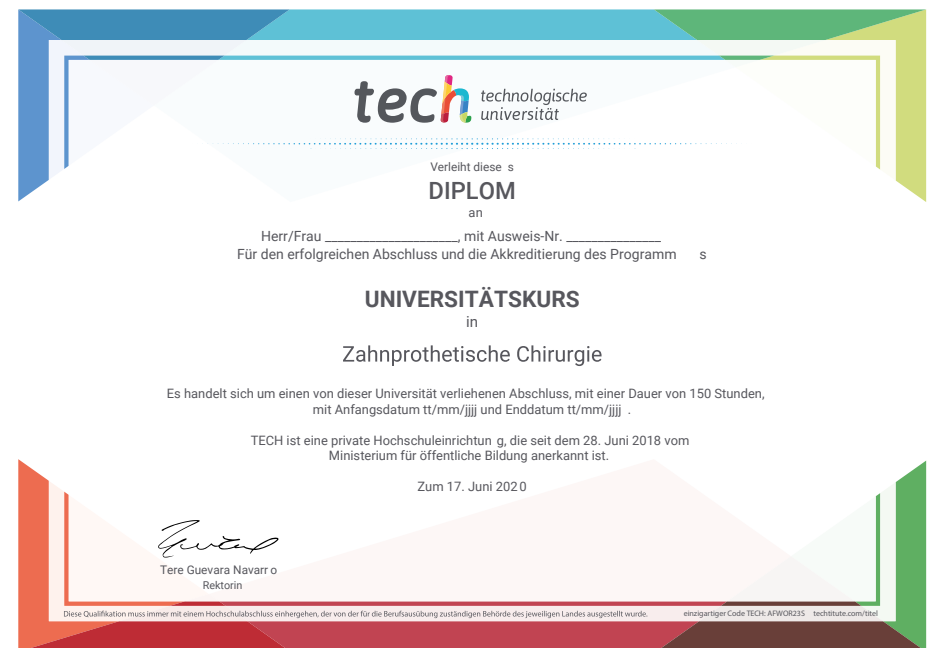 tech technologische
universität
Verleiht diese s
DIPLOM
an
Herr/Frau ______________________, mit Ausweis-Nr. _______________
Für den erfolgreichen Abschluss und die Akkreditierung des Programm s
UNIVERSITÄTSKURS
in
Zahnprothetische Chirurgie
Es handelt sich um einen von dieser Universität verliehenen Abschluss, mit einer Dauer von 150 Stunden,
mit Anfangsdatum tt/mm/jjjj und Enddatum tt/mm/jjjj .
TECH ist eine private Hochschuleinrichtun g, die seit dem 28. Juni 2018 vom
Ministerium für öffentliche Bildung anerkannt ist.
Zum 17. Juni 2020
Tere Guevara Navarr o
Rektorin
Diese Qualifikation muss immer mit einem Hochschulabschluss einhergehen, der von der für die Berufsausübung zuständigen Behörde des jeweiligen Landes ausgestellt wurde. einzigartiger Code TECH: AFWOR23S techtitute.com/titel